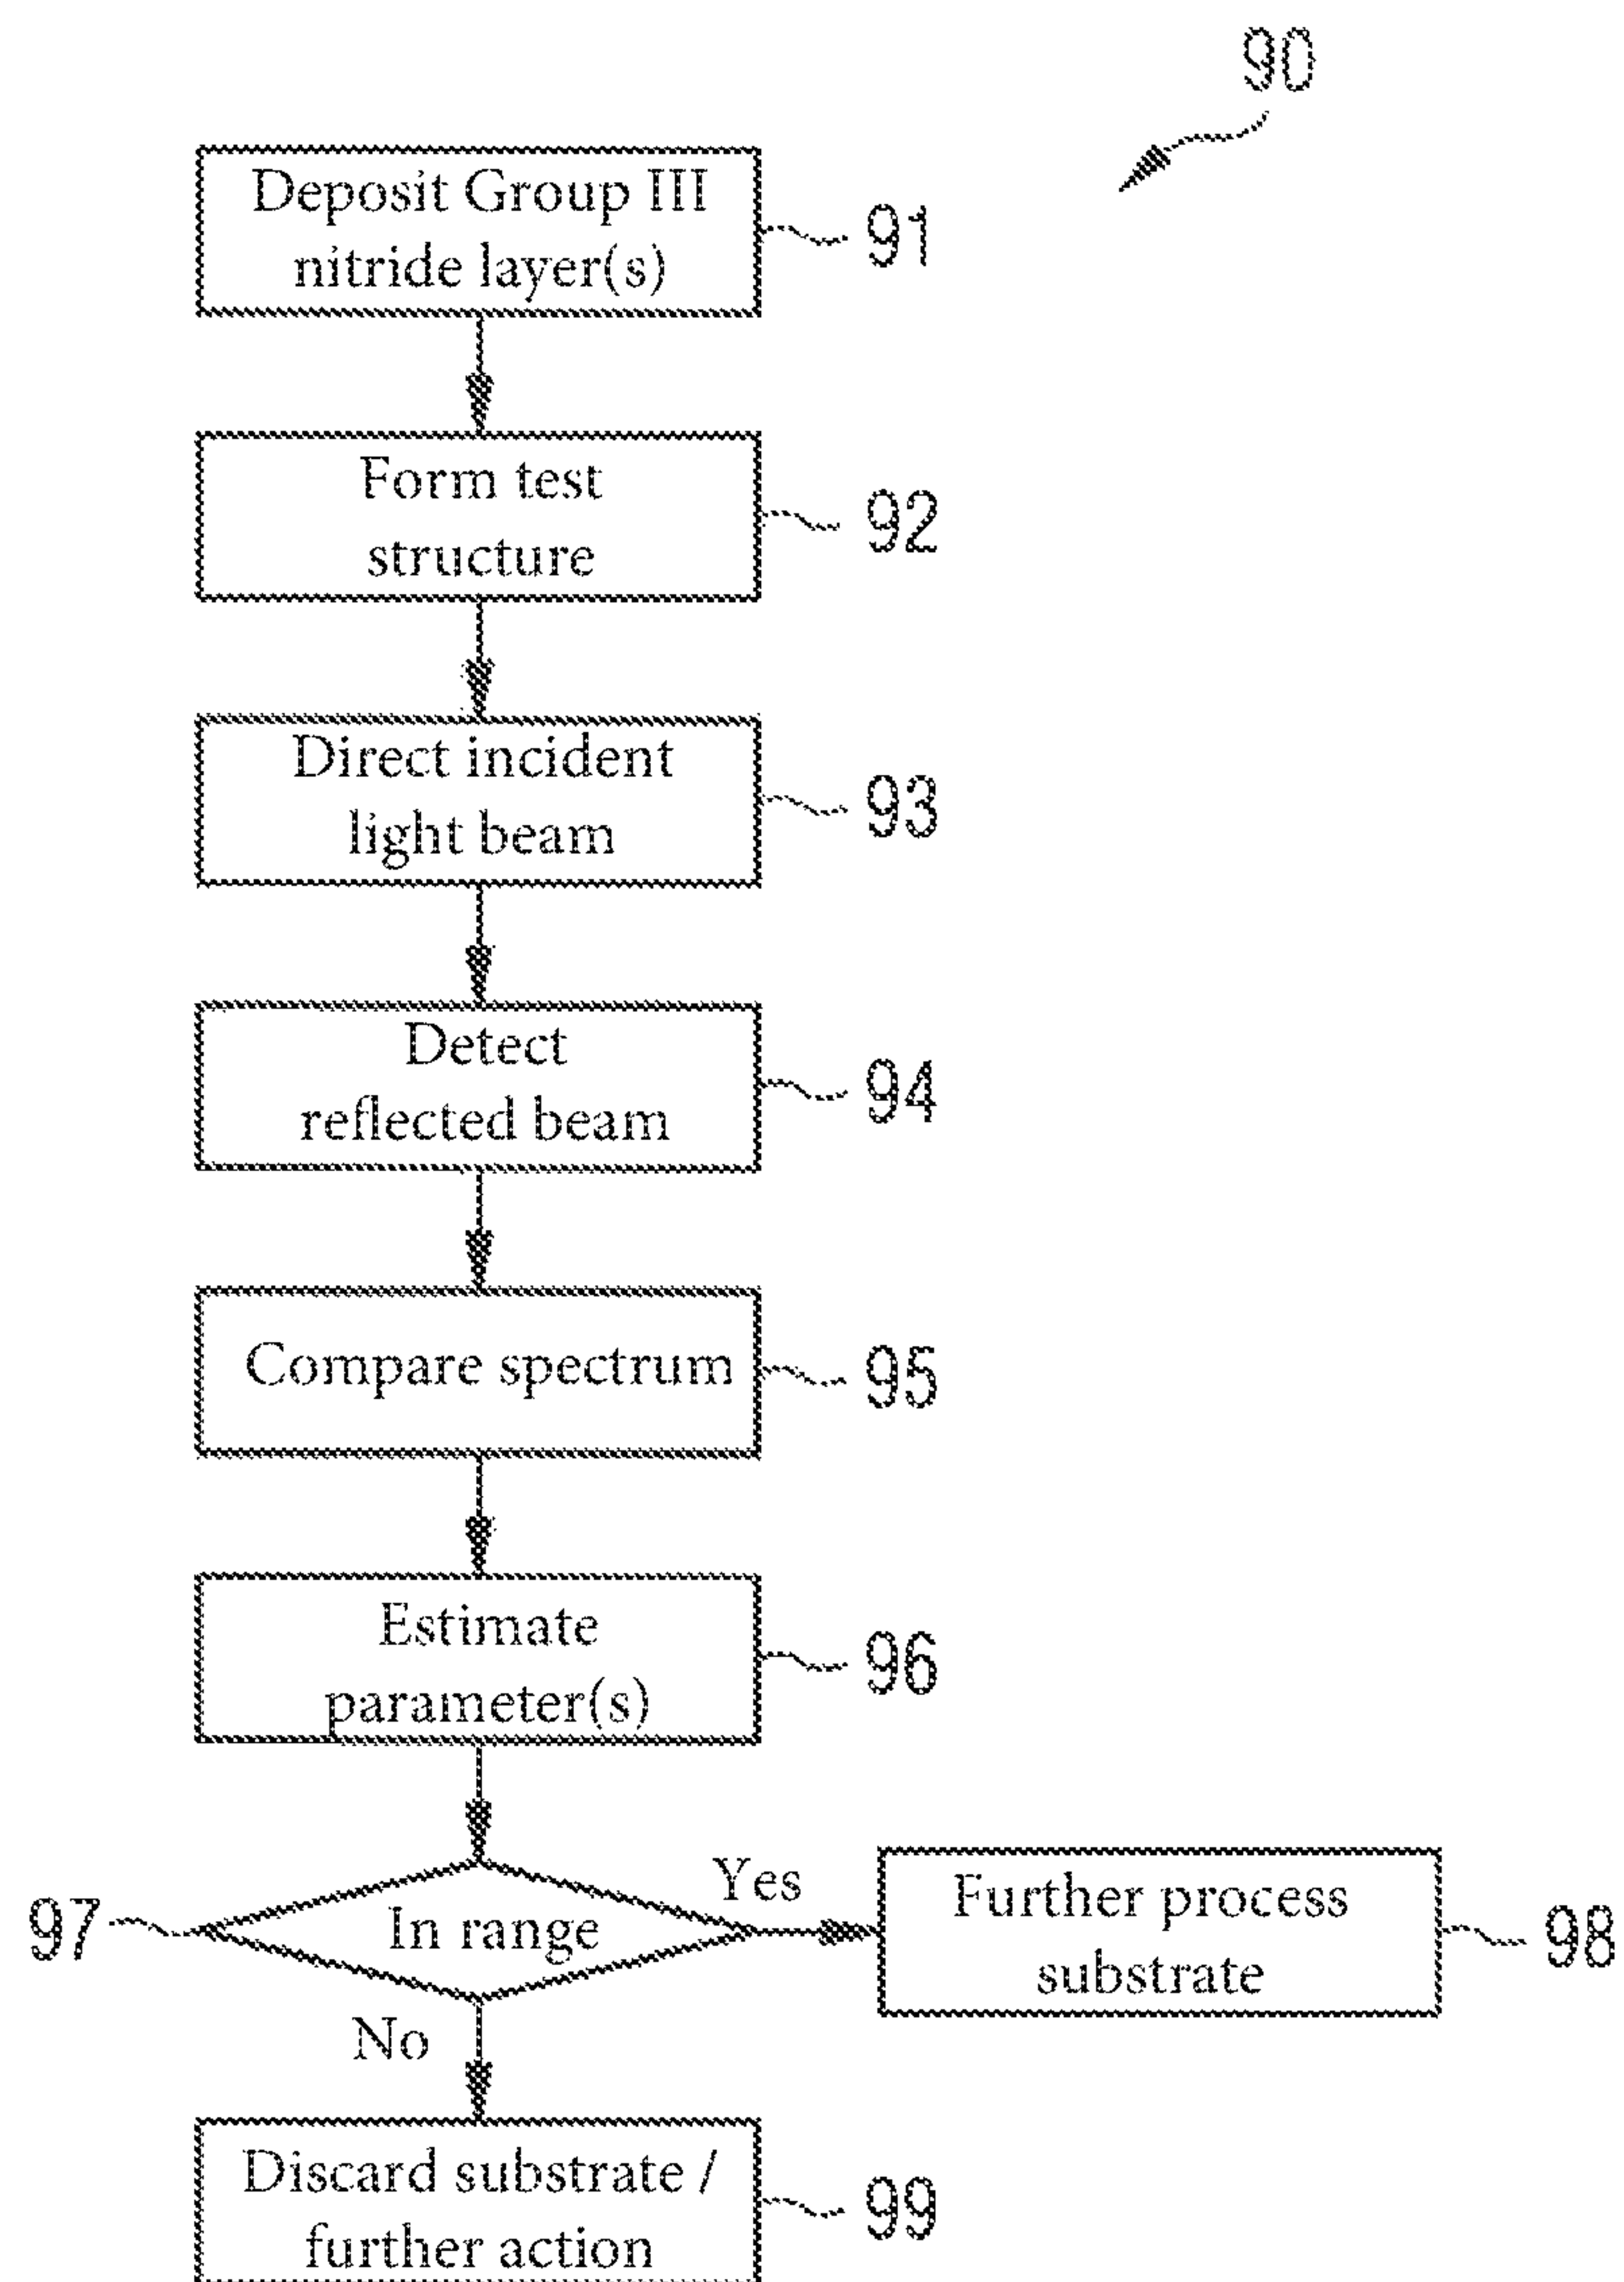 90
Deposit Group III
nitride layer(s)
91
Form test
structure
92
Direct incident
light beam
93
Detect
reflected beam
94
Compare spectrum
95
Estimate
parameter(s)
96
97
In range
Yes
Further process
substrate
98
No
Discard substrate /
further action
99